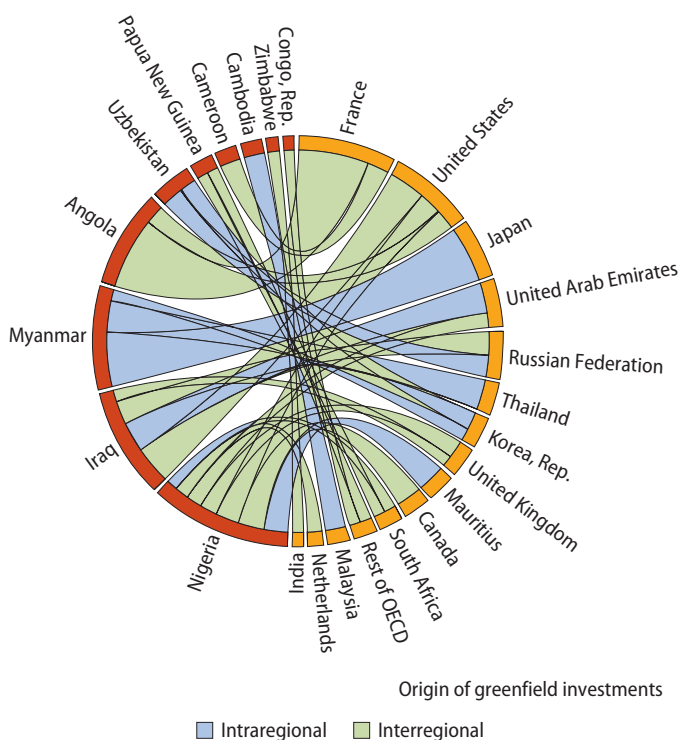 Papua New Guinea
Cameroon
Cambodia
Zimbabwe
Congo, Rep.
France
United States
Japan
United Arab Emirates
Russian Federation
Thailand
Korea, Rep.
United Kingdom
Mauritius
Canada
South Africa
Rest of OECD
Malaysia
Netherlands
India
Nigeria
Iraq
Myanmar
Angola
Uzbekistan
Origin of greenfield investments
Intraregional
Interregional